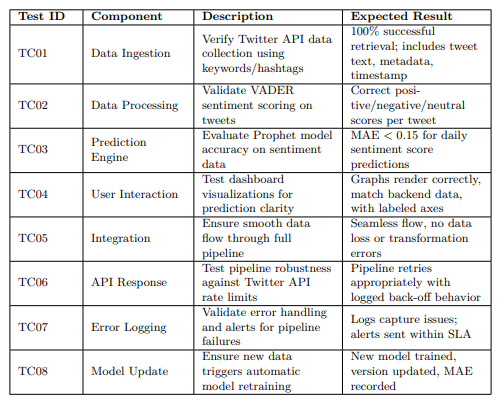 Test ID Component Description Expected Result
TC01 Data Ingestion Verify Twitter API data collection using keywords/hashtags 100% successful retrieval; includes tweet text, metadata, timestamp
TC02 Data Processing Validate VADER sentiment scoring on tweets Correct posi-tive/negative/neutral scores per tweet
TC03 Prediction Engine Evaluate Prophet model accuracy on sentiment data MAE < 0.15 for daily sentiment score predictions
TC04 User Interaction Test dashboard visualizations for prediction clarity Graphs render correctly, match backend data, with labeled axes
TC05 Integration Ensure smooth data flow through full pipeline Seamless flow, no data loss or transformation errors
TC06 API Response Test pipeline robustness against Twitter API rate limits Pipeline retries appropriately with logged back-off behavior
TC07 Error Logging Validate error handling and alerts for pipeline failures Logs capture issues; alerts sent within SLA
TC08 Model Update Ensure new data triggers automatic model retraining New model trained, version updated, MAE recorded